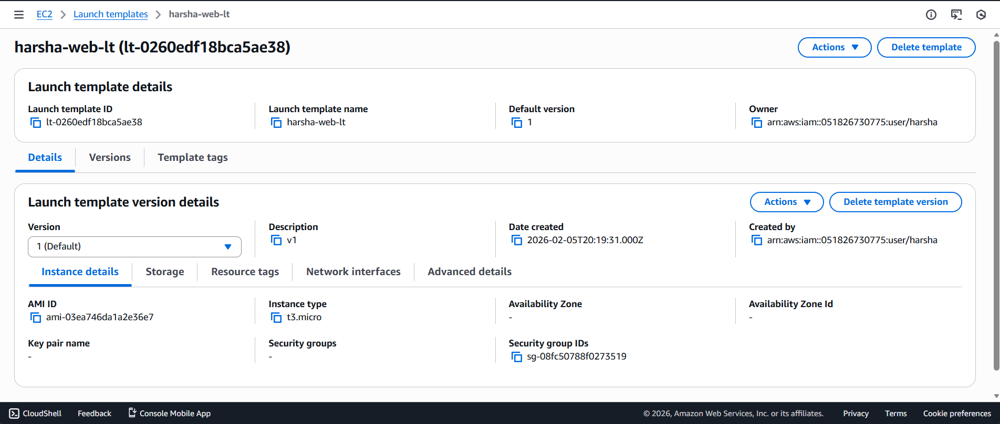 EC2 > Launch templates > harsha-web-lt
harsha-web-lt (lt-0260edf18bca5ae38)
Actions
Delete template
Launch template details
Launch template ID
lt-0260edf18bca5ae38
Launch template name
harsha-web-lt
Default version
1
Owner
arn:aws:iam::051826730775:user/harsha
Details
Versions
Template tags
Launch template version details
Actions
Delete template version
Version
1 (Default)
Description
v1
Date created
2026-02-05T20:19:31.000Z
Created by
arn:aws:iam::051826730775:user/harsha
Instance details
Storage
Resource tags
Network interfaces
Advanced details
AMI ID
ami-03ea746da1a2e36e7
Instance type
t3.micro
Availability Zone
-
Availability Zone Id
-
Key pair name
-
Security groups
-
Security group IDs
sg-08fc50788f0273519
CloudShell
Feedback
Console Mobile App
© 2026, Amazon Web Services, Inc. or its affiliates.
Privacy
Terms
Cookie preferences